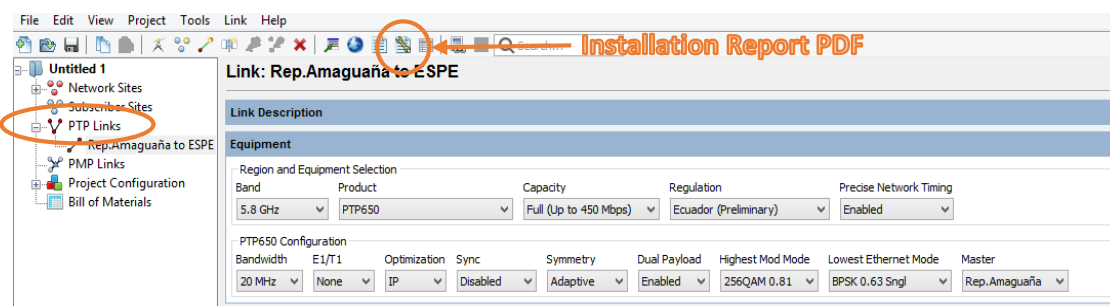 File Edit View Project Tools Link Help
Installation Report PDF
Untitled 1
Network Sites
Subscriber Sites
PTP Links
Rep.Amaguaña to ESPE
PMP Links
Project Configuration
Bill of Materials
Link: Rep.Amaguaña to ESPE
Link Description
Equipment
Region and Equipment Selection
Band Product Capacity Regulation Precise Network Timing
5.8 GHz PTP650 Full (Up to 450 Mbps) Ecuador (Preliminary) Enabled
PTP650 Configuration
Bandwidth E1/T1 Optimization Sync Symmetry Dual Payload Highest Mod Mode Lowest Ethernet Mode Master
20 MHz None IP Disabled Adaptive Enabled 256QAM 0.81 BPSK 0.63 Sngl Rep.Amaguaña